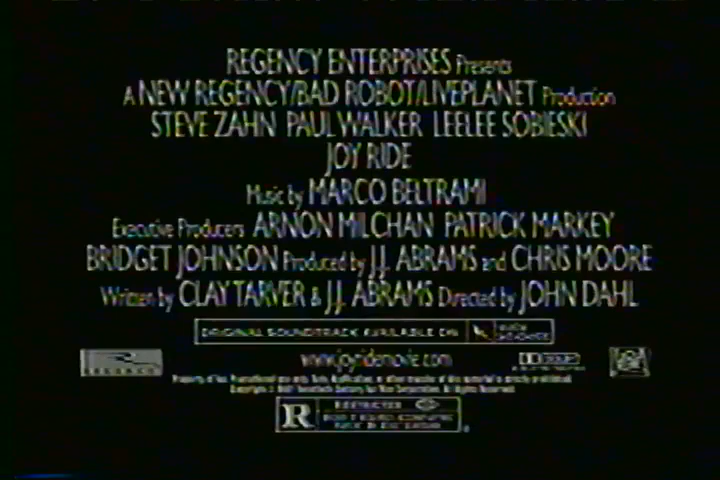 REGENCY ENTERPRISES Presents
A NEW REGENCY/BAD ROBOT/LIVEPLANET Production
STEVE ZAHN PAUL WALKER LEELEE SOBIESKI
JOY RIDE
Music by MARCO BELTRAMI
Executive Producers ARNON MILCHAN PATRICK MARKEY
BRIDGET JOHNSON Produced by J.J. ABRAMS and CHRIS MOORE
Written by CLAY TARVER & J.J. ABRAMS Directed by JOHN DAHL
ORIGINAL SOUNDTRACK AVAILABLE ON
www.joyridemovie.com
REGENCY DOLBY
R RESTRICTED